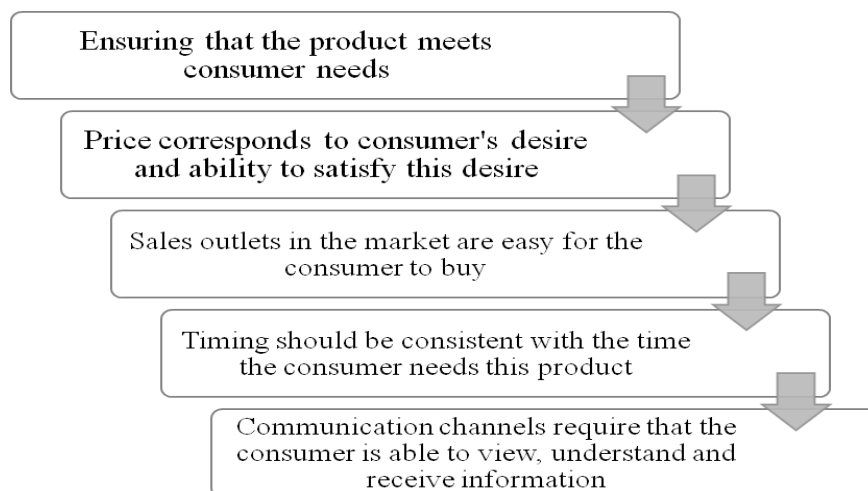 Ensuring that the product meets
consumer needs
Price corresponds to consumer's desire
and ability to satisfy this desire
Sales outlets in the market are easy for the
consumer to buy
Timing should be consistent with the time
the consumer needs this product
Communication channels require that the
consumer is able to view, understand and
receive information